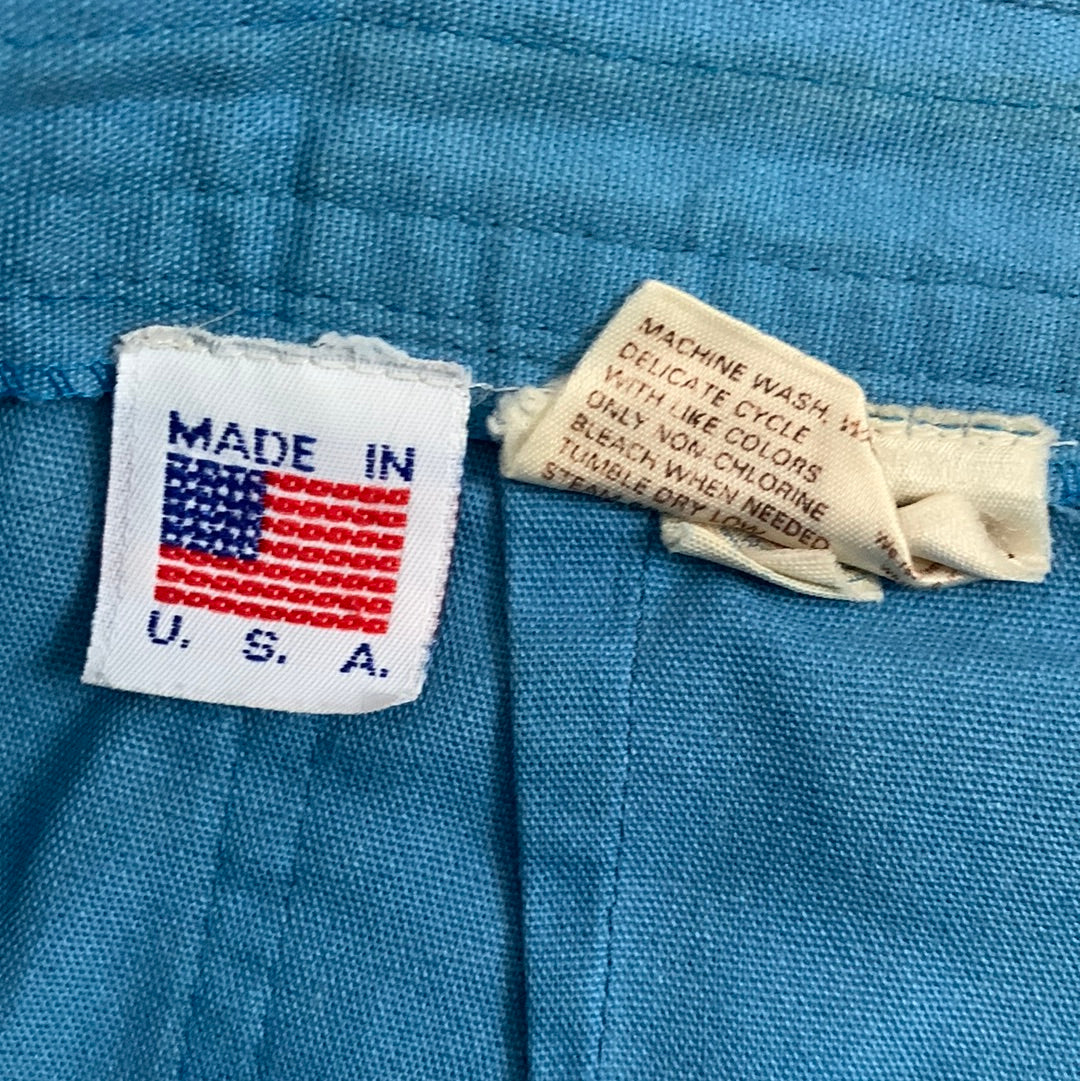 MADE IN
U. S. A.
MACHINE WASH,
DELICATE CYCLE
WITH LIKE COLORS
ONLY NON-CHLORINE
BLEACH WHEN NEEDED
TUMBLE DRY LOW